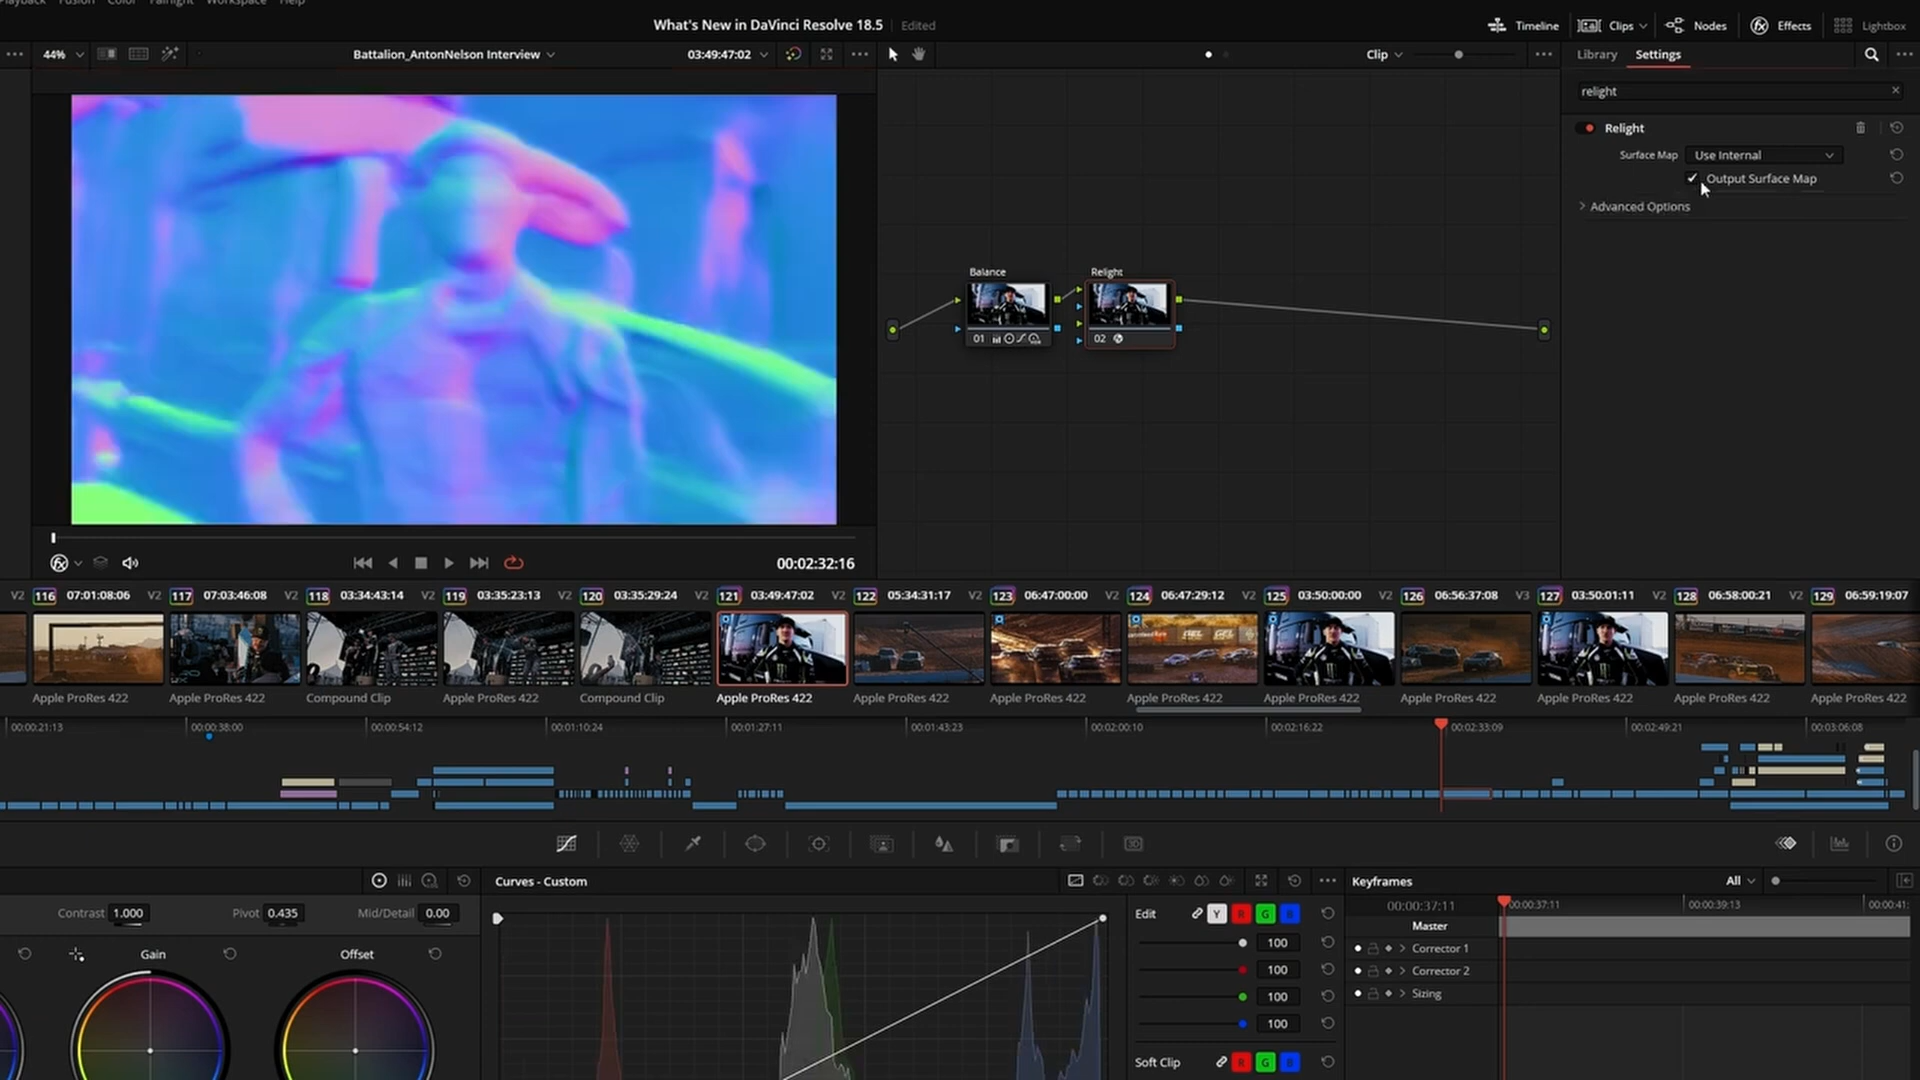 Playback Fusion Color Fairlight Workspace Help
What's New in DaVinci Resolve 18.5 Edited
Timeline Clips Nodes Effects Lightbox
44% Battalion_AntonNelson Interview 03:49:47:02 Clip Library Settings
relight
Relight
Surface Map Use Internal
Output Surface Map
Advanced Options
Balance Relight
01 02
00:02:32:16
V2 116 07:01:08:06 V2 117 07:03:46:08 V2 118 03:34:43:14 V2 119 03:35:23:13 V2 120 03:35:29:24 V2 121 03:49:47:02 V2 122 05:34:31:17 V2 123 06:47:00:00 V2 124 06:47:29:12 V2 125 03:50:00:00 V2 126 06:56:37:08 V3 127 03:50:01:11 V2 128 06:58:00:21 V2 129 06:59:19:07
Apple ProRes 422 Apple ProRes 422 Compound Clip Apple ProRes 422 Compound Clip Apple ProRes 422 Apple ProRes 422 Apple ProRes 422 Apple ProRes 422 Apple ProRes 422 Apple ProRes 422 Apple ProRes 422 Apple ProRes 422 Apple ProRes 422
00:00:21:13 00:00:38:00 00:00:54:12 00:01:10:24 00:01:27:11 00:01:43:23 00:02:00:10 00:02:16:22 00:02:33:09 00:02:49:21 00:03:06:08
3D
Curves - Custom Keyframes All
Contrast 1.000 Pivot 0.435 Mid/Detail 0.00
Gain Offset
Edit Y R G B
100
100
100
100
Soft Clip R G B
00:00:37:11 00:00:37:11 00:00:39:13 00:00:41:
Master
Corrector 1
Corrector 2
Sizing